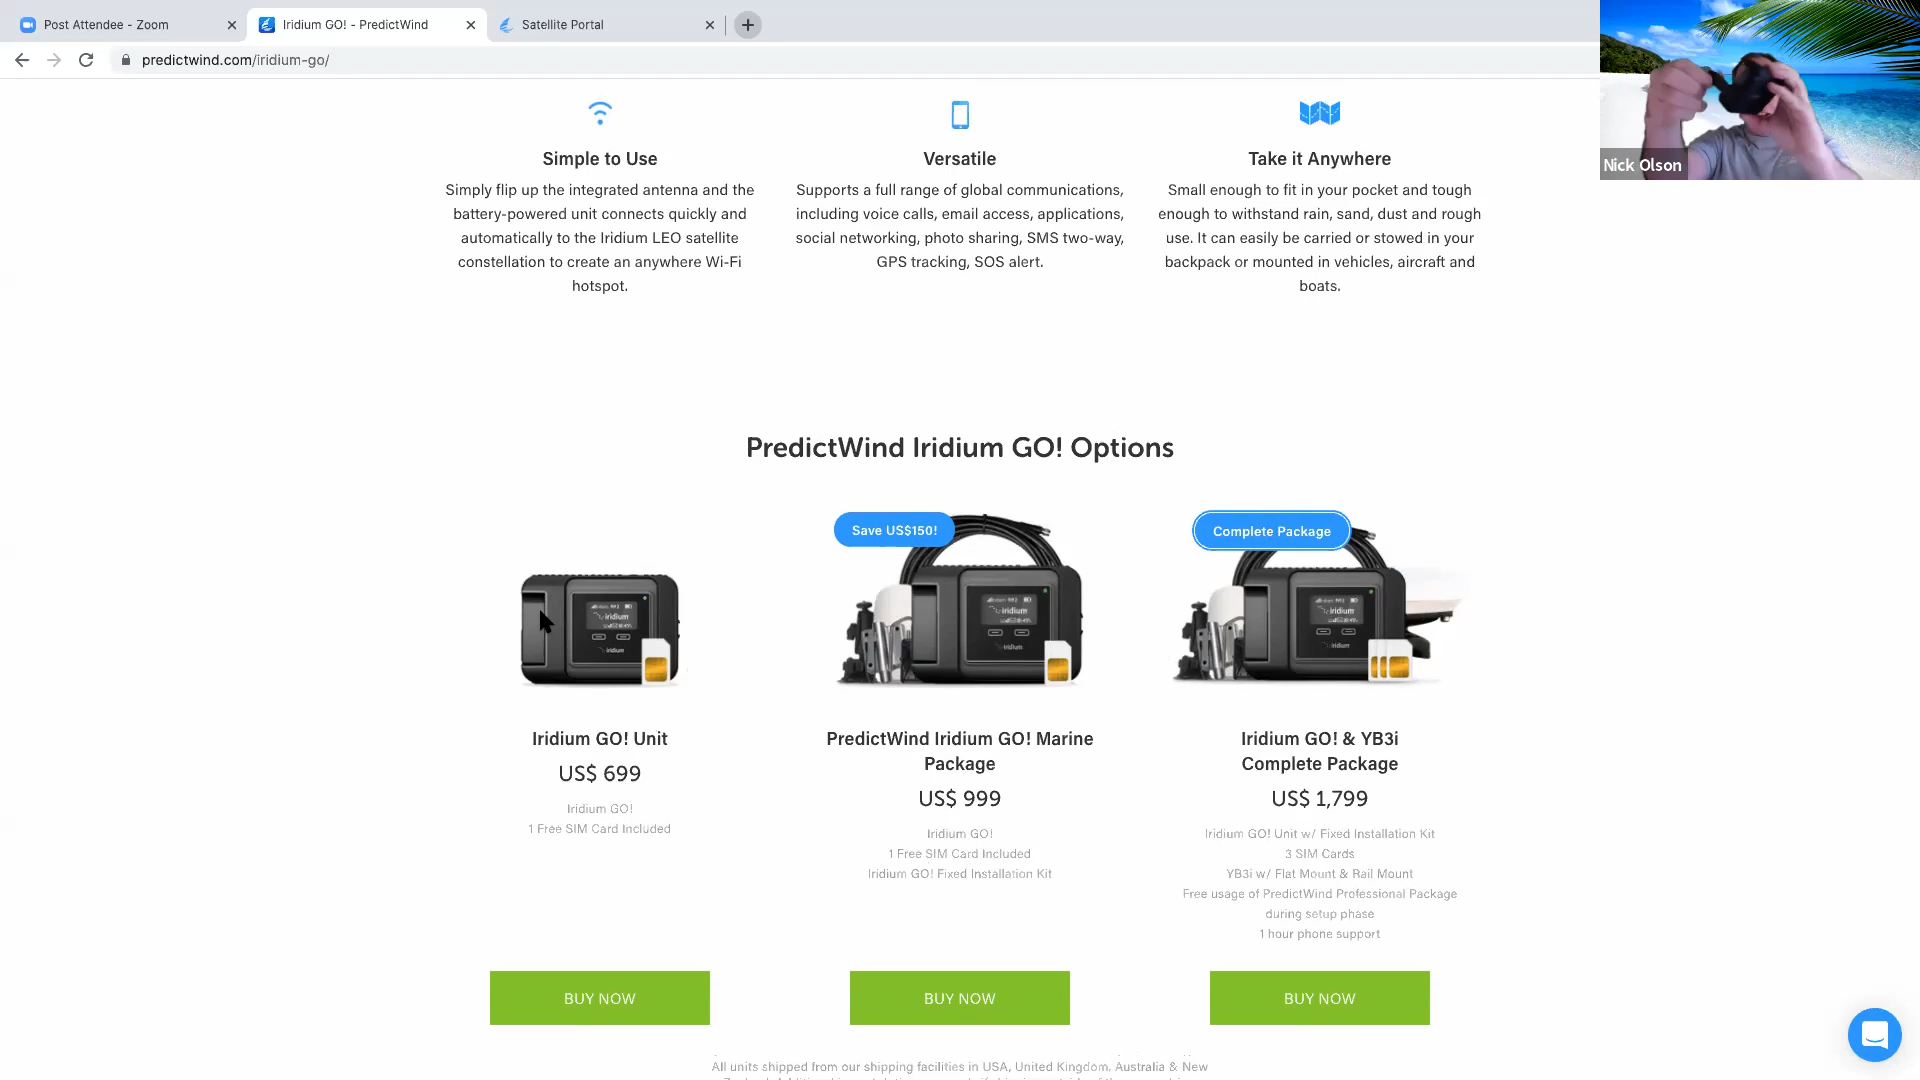 Post Attendee - Zoom
Iridium GO! - PredictWind
Satellite Portal
predictwind.com/iridium-go/
Nick Olson
Simple to Use
Simply flip up the integrated antenna and the
battery-powered unit connects quickly and
automatically to the Iridium LEO satellite
constellation to create an anywhere Wi-Fi
hotspot.
Versatile
Supports a full range of global communications,
including voice calls, email access, applications,
social networking, photo sharing, SMS two-way,
GPS tracking, SOS alert.
Take it Anywhere
Small enough to fit in your pocket and tough
enough to withstand rain, sand, dust and rough
use. It can easily be carried or stowed in your
backpack or mounted in vehicles, aircraft and
boats.
PredictWind Iridium GO! Options
iridium
iridium
Iridium GO! Unit
US$ 699
Iridium GO!
1 Free SIM Card Included
BUY NOW
Save US$150!
iridium
iridium
PredictWind Iridium GO! Marine
Package
US$ 999
Iridium GO!
1 Free SIM Card Included
Iridium GO! Fixed Installation Kit
BUY NOW
Complete Package
iridium
iridium
Iridium GO! & YB3i
Complete Package
US$ 1,799
Iridium GO! Unit w/ Fixed Installation Kit
3 SIM Cards
YB3i w/ Flat Mount & Rail Mount
Free usage of PredictWind Professional Package
during setup phase
1 hour phone support
BUY NOW
All units shipped from our shipping facilities in USA, United Kingdom, Australia & New